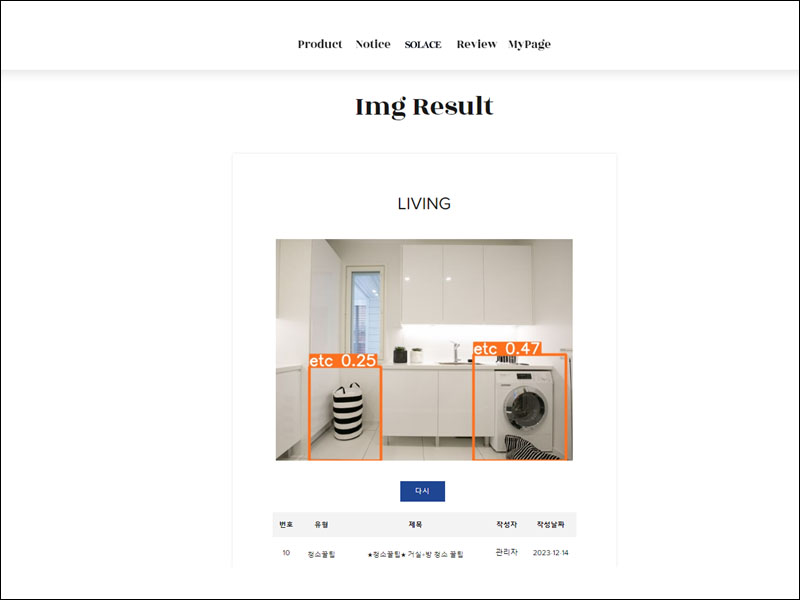 Product Notice SOLACE Review MyPage
Img Result
LIVING
etc 0.47
etc 0.25
다시
번호 유형 제목 작성자 작성날짜
10 청소꿀팁 ★청소꿀팁★ 거실+방 청소 꿀팁 관리자 2023-12-14